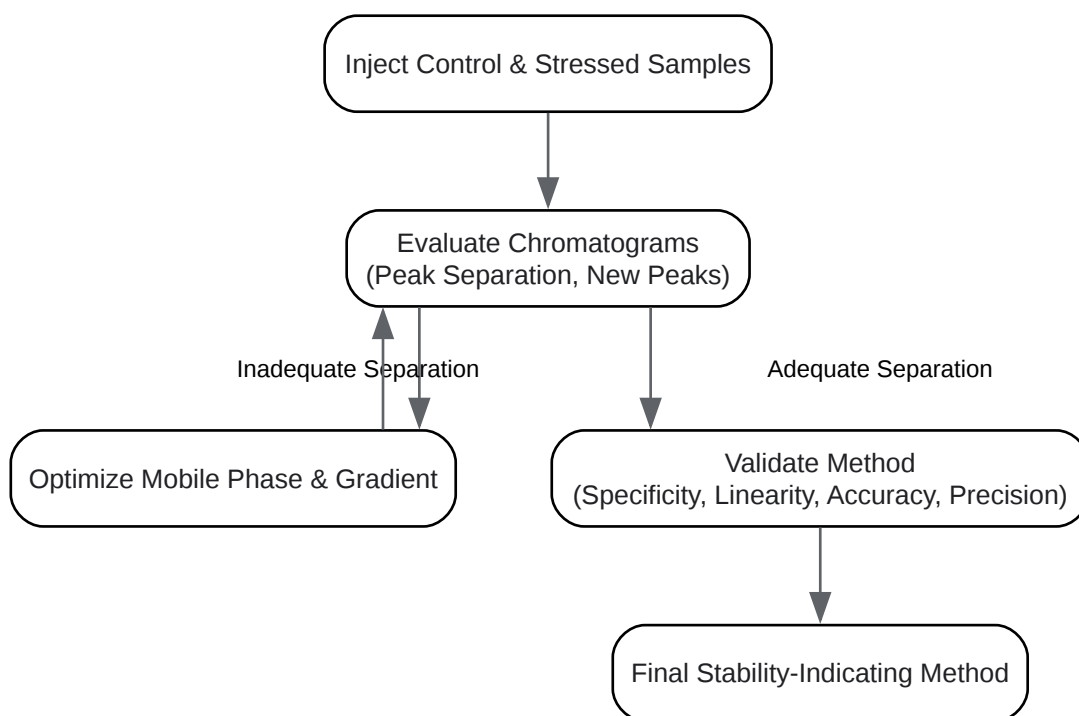 Inject Control & Stressed Samples
Evaluate Chromatograms
(Peak Separation, New Peaks)
Inadequate Separation
Adequate Separation
Optimize Mobile Phase & Gradient
Validate Method
(Specificity, Linearity, Accuracy, Precision)
Final Stability-Indicating Method